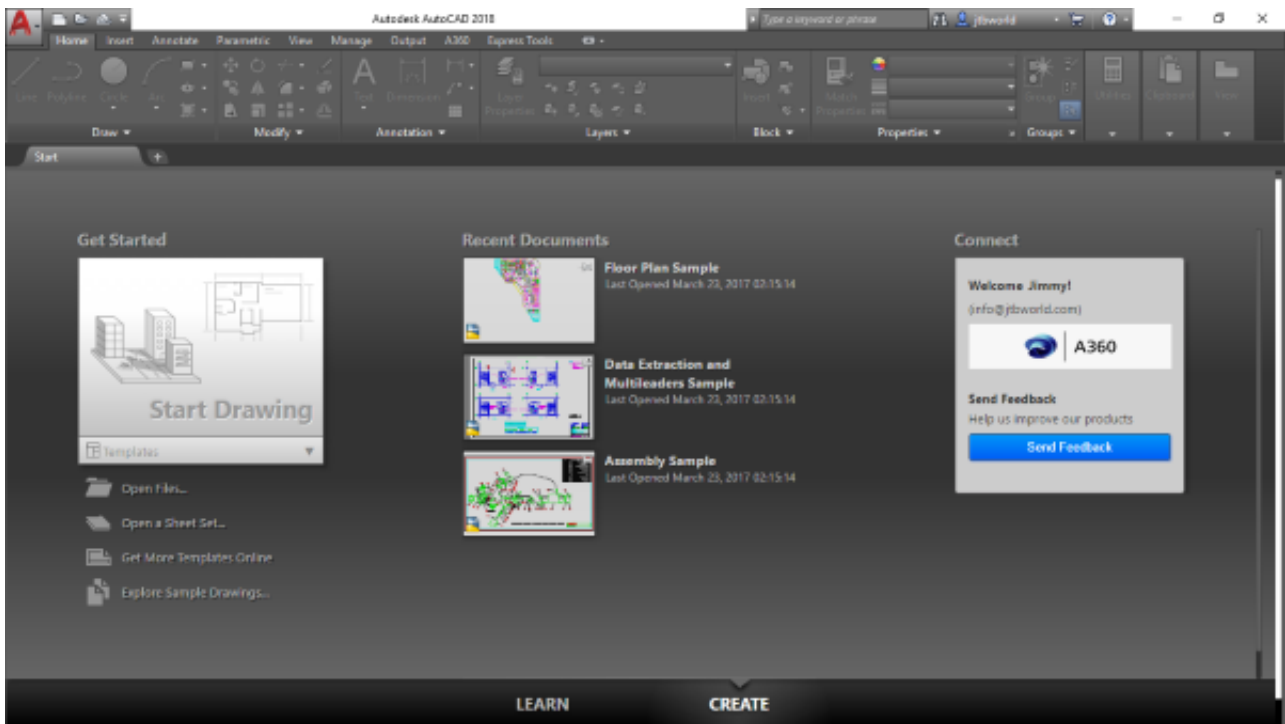 Autodesk AutoCAD 2018
Type a keyword or phrase
jtbworld
Home Insert Annotate Parametric View Manage Output A360 Express Tools
Line Polyline Circle Arc
Text Dimension
Layer
Properties
Insert
Match
Properties
Group
Utilities
Clipboard
View
Draw Modify Annotation Layers Block Properties Groups
Start
Get Started
Start Drawing
Templates
Open Files...
Open a Sheet Set...
Get More Templates Online
Explore Sample Drawings...
Recent Documents
Floor Plan Sample
Last Opened March 23, 2017 02:15:14
Data Extraction and
Multileaders Sample
Last Opened March 23, 2017 02:15:14
Assembly Sample
Last Opened March 23, 2017 02:15:14
Connect
Welcome Jimmy!
(info@jtbworld.com)
A360
Send Feedback
Help us improve our products
Send Feedback
LEARN
CREATE